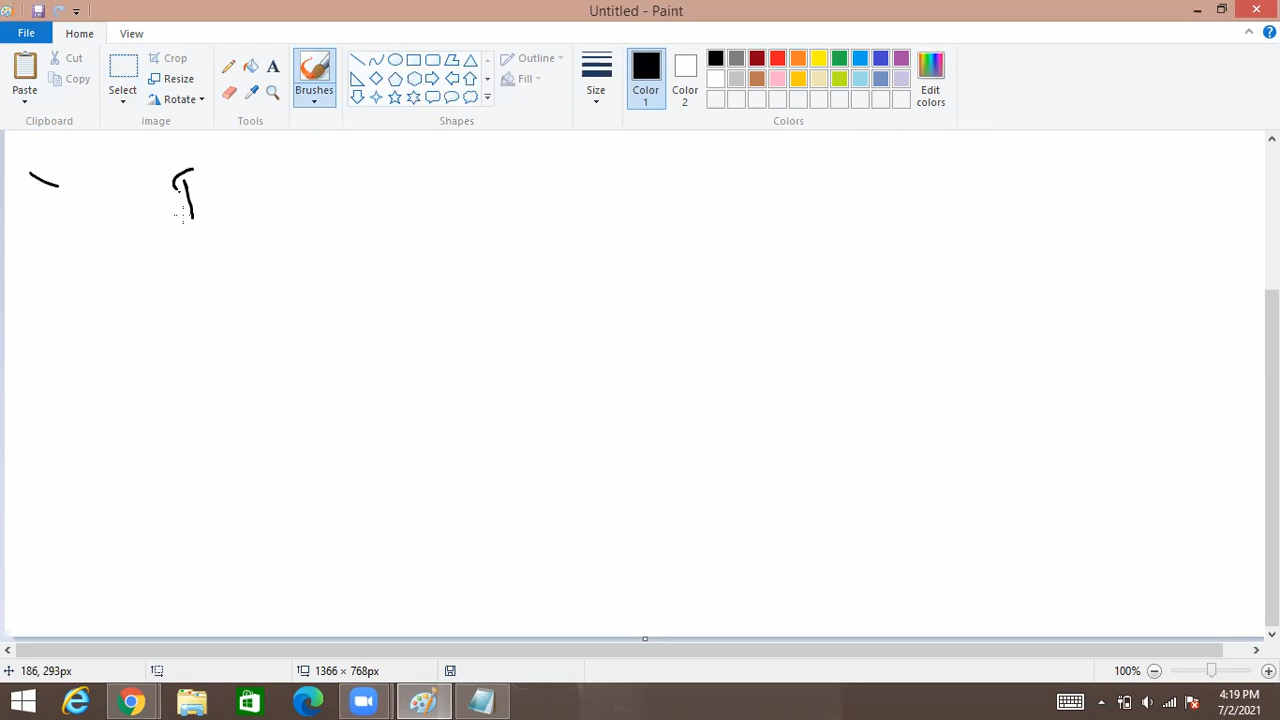 Untitled - Paint
File Home View
Paste
Cut
Copy
Clipboard
Select
Crop
Resize
Rotate
Image
A
Tools
Brushes
Outline
Fill
Shapes
Size
Color 1
Color 2
Edit colors
Colors
186, 293px
1366 × 768px
100%
4:19 PM
7/2/2021